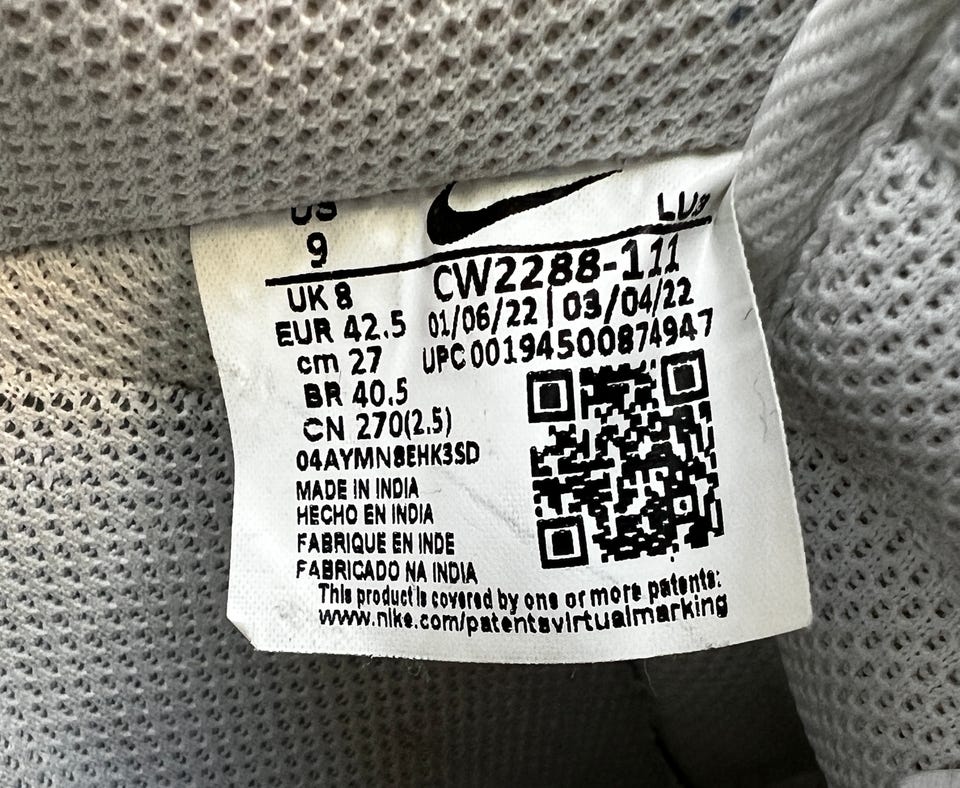 US
9
LU3
UK 8
EUR 42.5
cm 27
BR 40.5
CN 270(2.5)
04AYMN8EHK3SD
MADE IN INDIA
HECHO EN INDIA
FABRIQUE EN INDE
FABRICADO NA INDIA
CW2288-111
01/06/22 | 03/04/22
UPC 00194500874947
This product is covered by one or more patents:
www.nike.com/patentsvirtualmarking